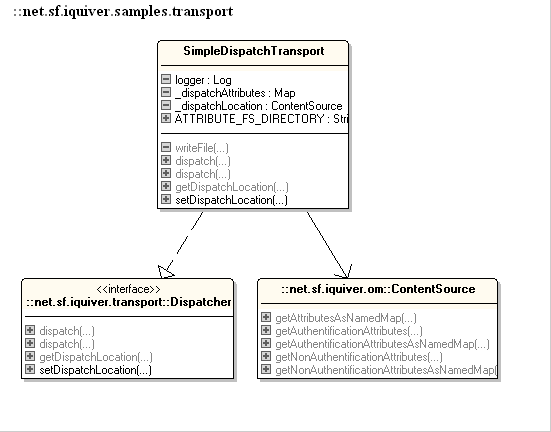 ::net.sf.iquiver.samples.transport
SimpleDispatchTransport
logger : Log
_dispatchAttributes : Map
_dispatchLocation : ContentSource
ATTRIBUTE_FS_DIRECTORY : Stri
writeFile(...)
dispatch(...)
dispatch(...)
getDispatchLocation(...)
setDispatchLocation(...)
<<interface>>
::net.sf.iquiver.transport::Dispatcher
dispatch(...)
dispatch(...)
getDispatchLocation(...)
setDispatchLocation(...)
::net.sf.iquiver.om::ContentSource
getAttributesAsNamedMap(...)
getAuthentificationAttributes(...)
getAuthentificationAttributesAsNamedMap(...)
getNonAuthentificationAttributes(...)
getNonAuthentificationAttributesAsNamedMap(